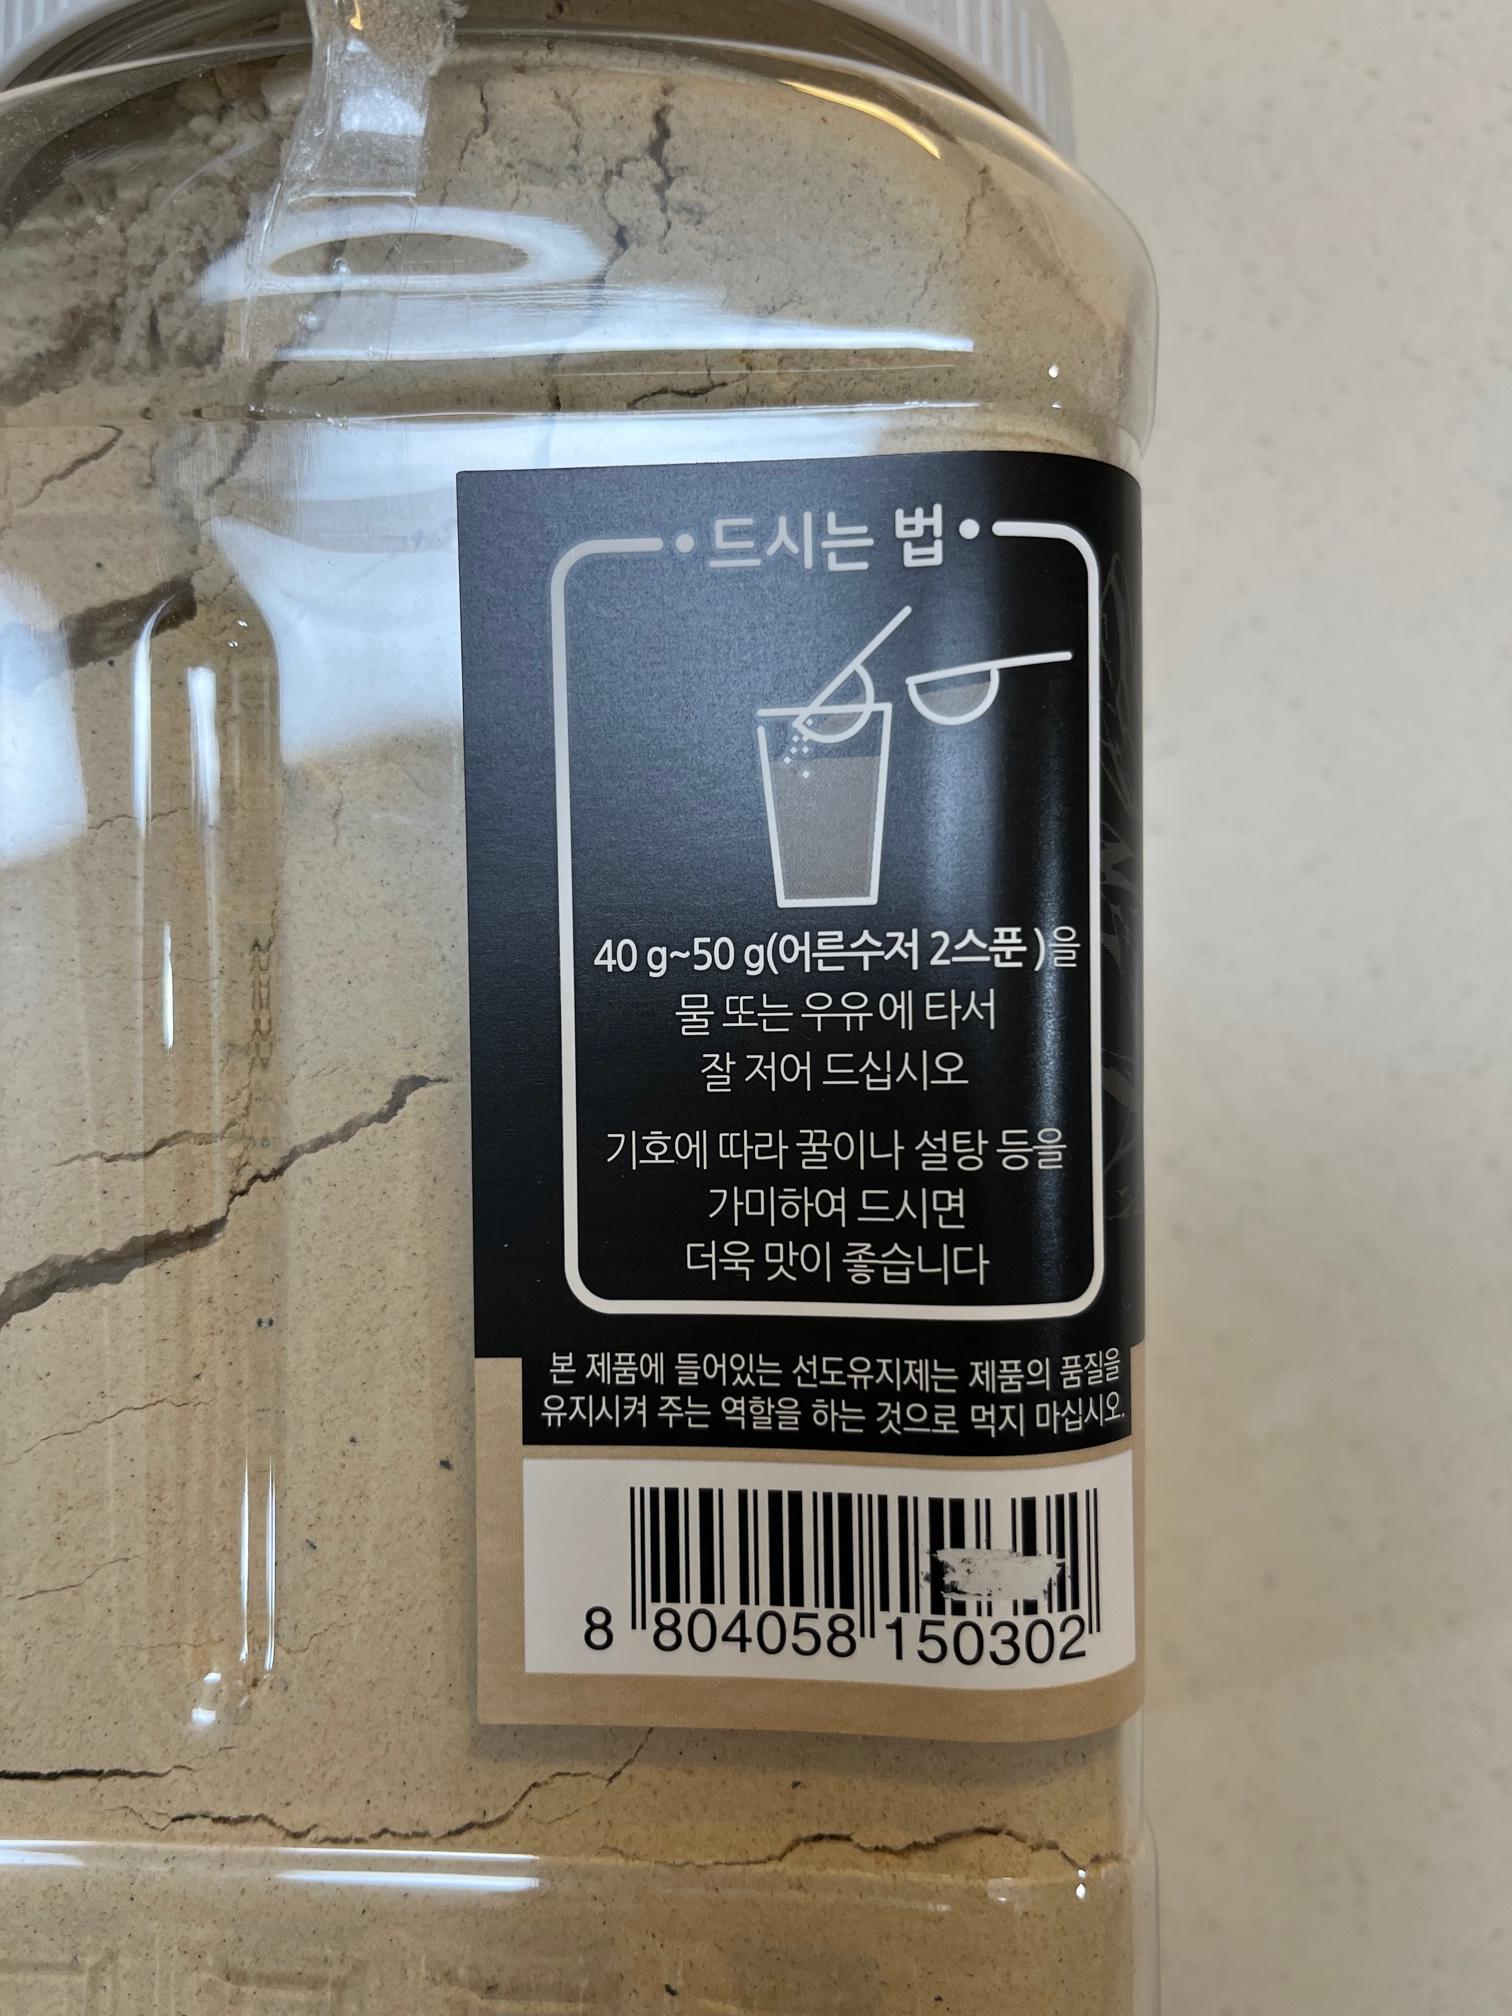 드시는 법
40 g~50 g(어른수저 2스푼)을
물 또는 우유에 타서
잘 저어 드십시오
기호에 따라 꿀이나 설탕 등을
가미하여 드시면
더욱 맛이 좋습니다
본 제품에 들어있는 선도유지제는 제품의 품질을
유지시켜 주는 역할을 하는 것으로 먹지 마십시오.
8 804058 150302